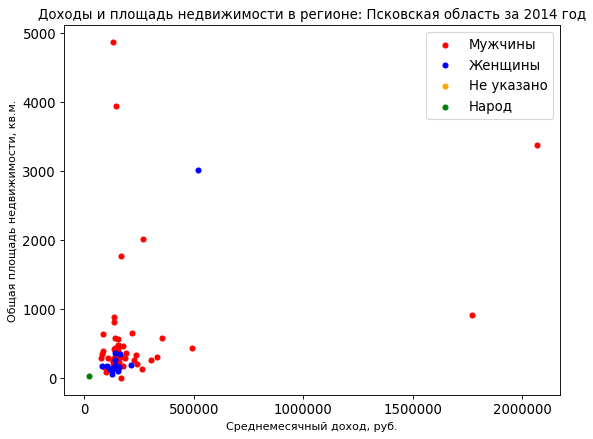 Доходы и площадь недвижимости в регионе: Псковская область за 2014 год
Мужчины
Женщины
Не указано
Народ
5000
4000
3000
2000
1000
0
Общая площадь недвижимости, кв.м.
0
500000
1000000
1500000
2000000
Среднемесячный доход, руб.